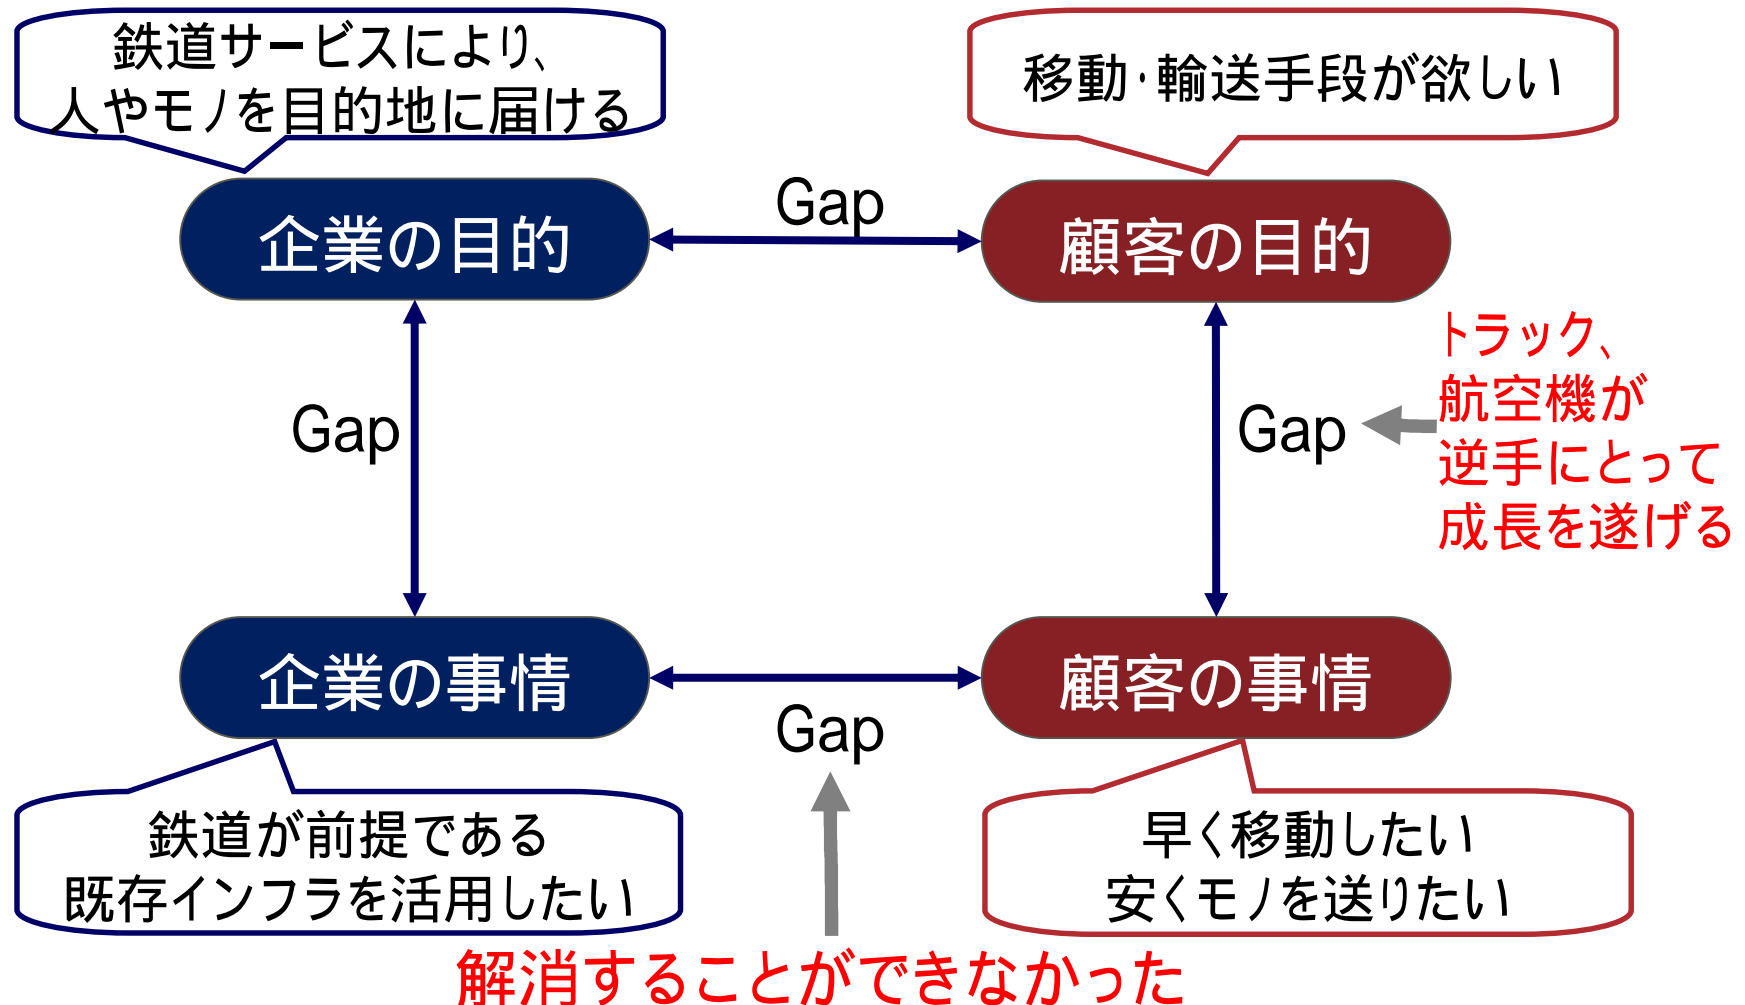 鉄道サービスにより、
人やモノを目的地に届ける
移動・輸送手段が欲しい
企業の目的
Gap
顧客の目的
Gap
Gap
トラック、
航空機が
逆手にとって
成長を遂げる
企業の事情
Gap
顧客の事情
鉄道が前提である
既存インフラを活用したい
早く移動したい
安くモノを送りたい
解消することができなかった